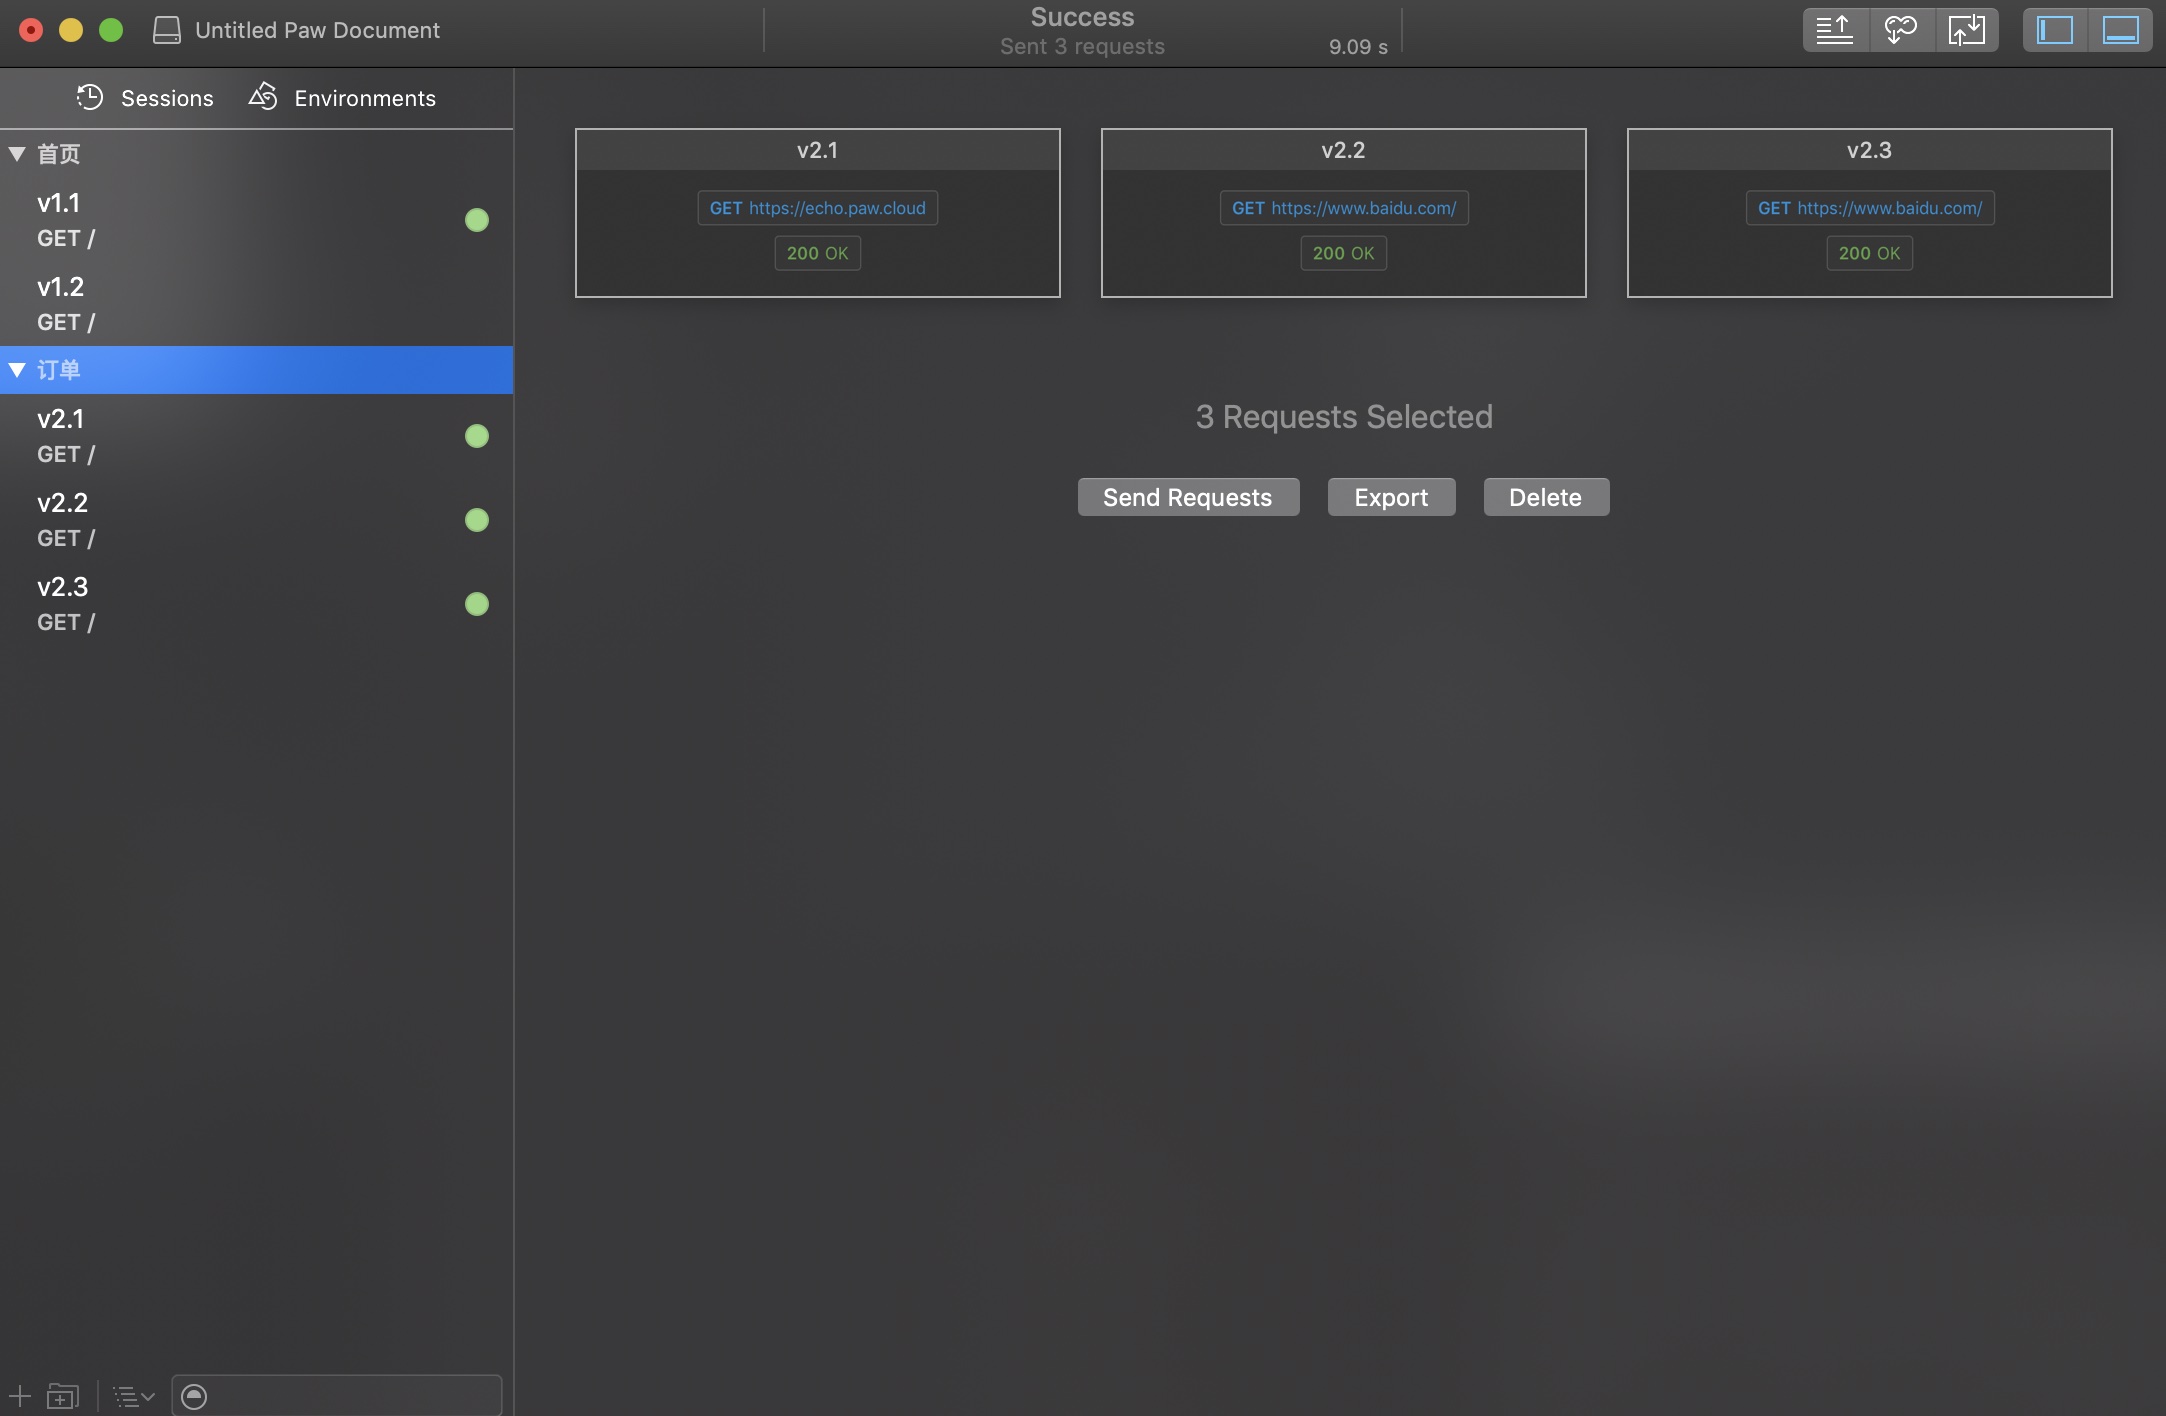 Untitled Paw Document
Success
Sent 3 requests
9.09 s
Sessions
Environments
首页
v1.1
GET /
v1.2
GET /
订单
v2.1
GET /
v2.2
GET /
v2.3
GET /
v2.1
GET https://echo.paw.cloud
200 OK
v2.2
GET https://www.baidu.com/
200 OK
v2.3
GET https://www.baidu.com/
200 OK
3 Requests Selected
Send Requests
Export
Delete